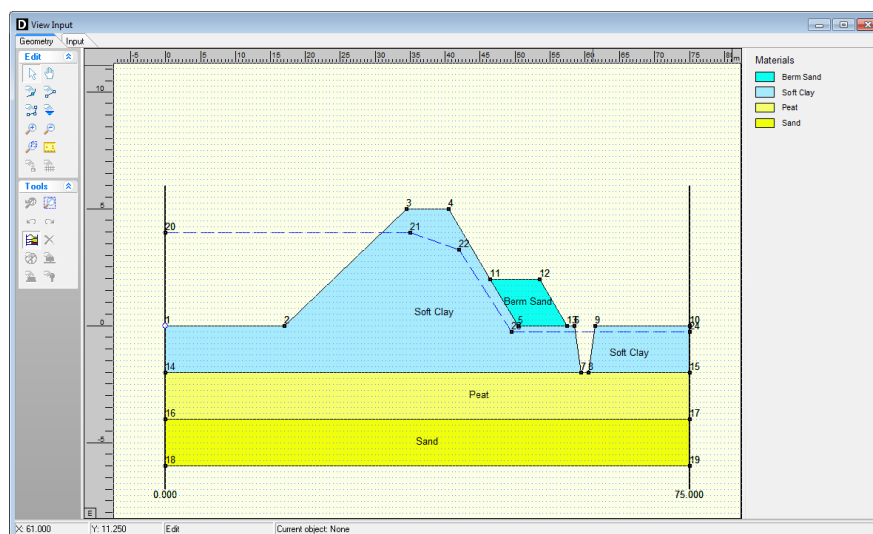 D View Input
Geometry Input
Edit
Tools
-5 0 5 10 15 20 25 30 35 40 45 50 55 60 65 70 75 80 m
10
5
0
-5
E
Materials
Berm Sand
Soft Clay
Peat
Sand
3 4
20 21
22
11 12
Berm Sand
Soft Clay
1 2 5 13 6 9 10
24
Soft Clay
14 7 8 15
Peat
16 17
Sand
18 19
0.000 75.000
X: 61.000 Y: 11.250 Edit Current object: None